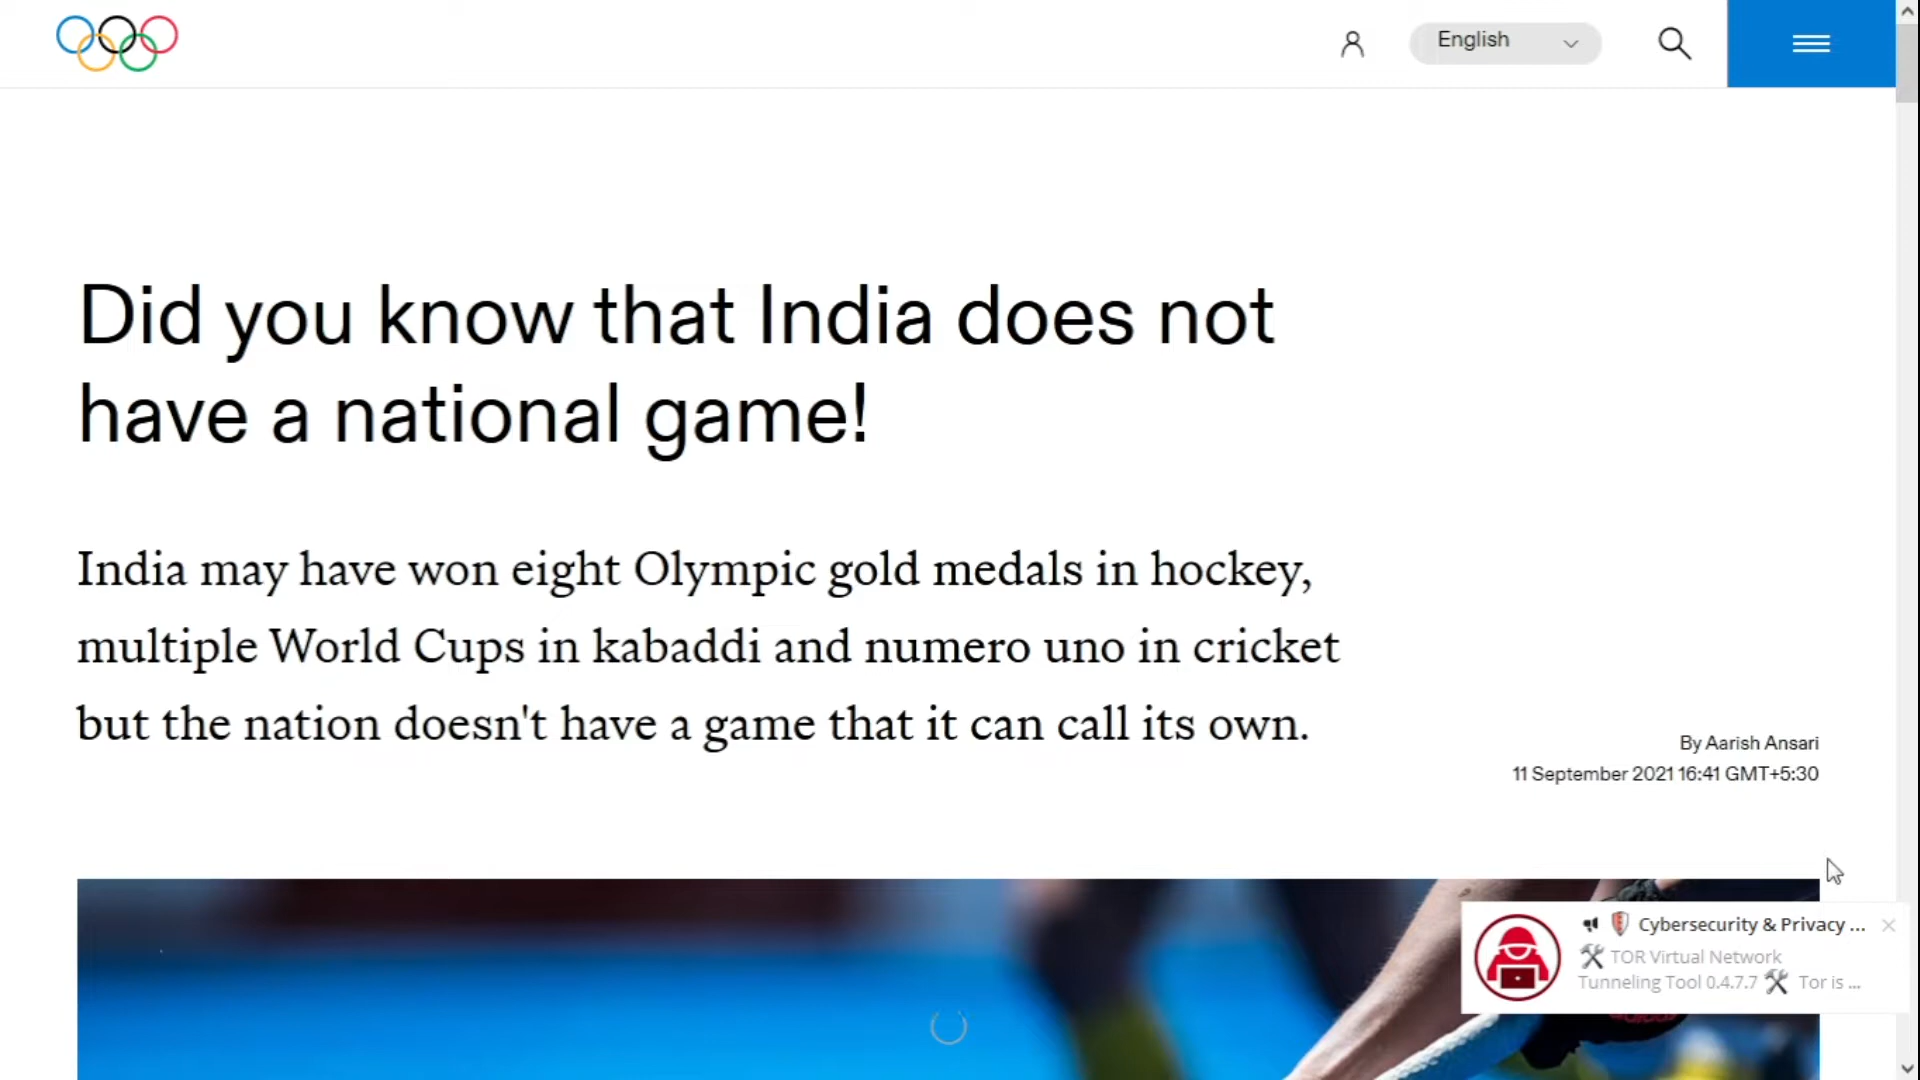 English
Did you know that India does not
have a national game!
India may have won eight Olympic gold medals in hockey,
multiple World Cups in kabaddi and numero uno in cricket
but the nation doesn't have a game that it can call its own.
By Aarish Ansari
11 September 2021 16:41 GMT+5:30
Cybersecurity & Privacy ...
TOR Virtual Network
Tunneling Tool 0.4.7.7 Tor is ...